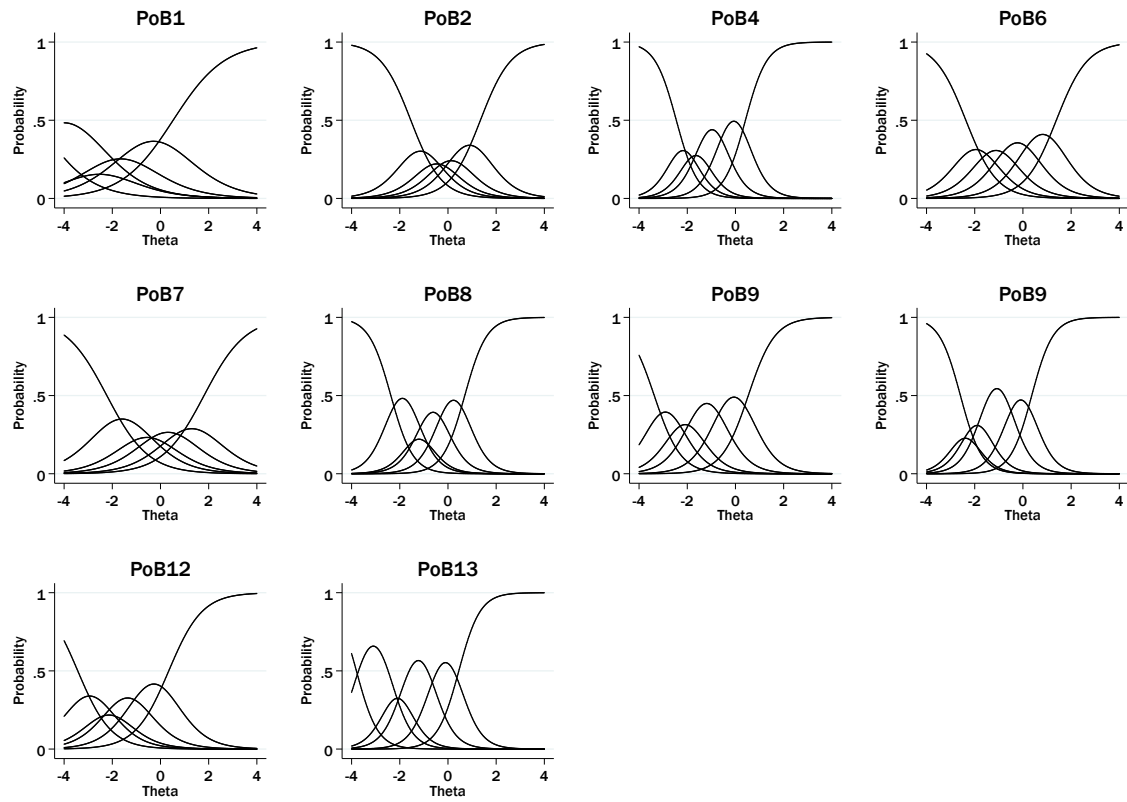 PoB1 PoB2 PoB4 PoB6
1 1 1 1
Probability Probability Probability Probability
.5 .5 .5 .5
0 0 0 0
-4 -2 0 2 4 -4 -2 0 2 4 -4 -2 0 2 4 -4 -2 0 2 4
Theta Theta Theta Theta
PoB7 PoB8 PoB9 PoB9
1 1 1 1
Probability Probability Probability Probability
.5 .5 .5 .5
0 0 0 0
-4 -2 0 2 4 -4 -2 0 2 4 -4 -2 0 2 4 -4 -2 0 2 4
Theta Theta Theta Theta
PoB12 PoB13
1 1
Probability Probability
.5 .5
0 0
-4 -2 0 2 4 -4 -2 0 2 4
Theta Theta